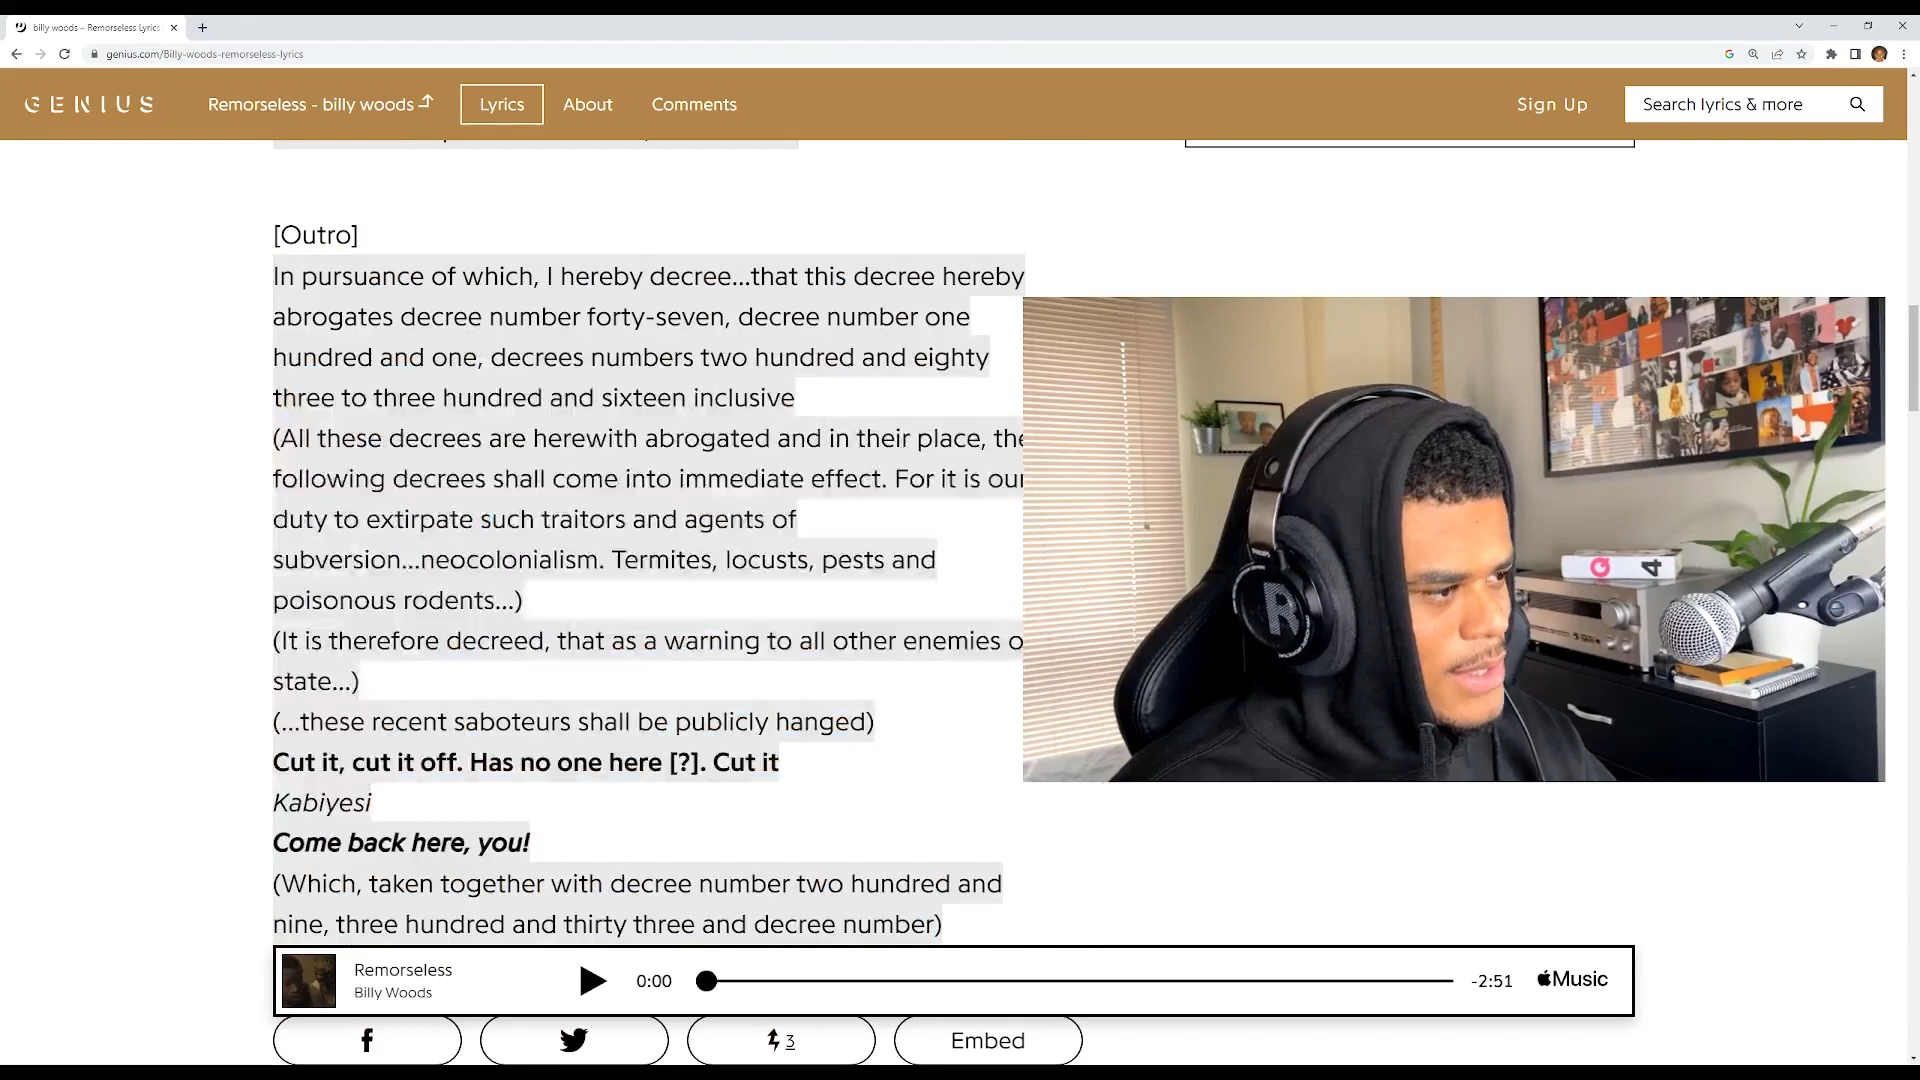 billy woods – Remorseless Lyrics
genius.com/Billy-woods-remorseless-lyrics
GENIUS
Remorseless - billy woods
Lyrics
About
Comments
Sign Up
Search lyrics & more
[Outro]
In pursuance of which, I hereby decree...that this decree hereby
abrogates decree number forty-seven, decree number one
hundred and one, decrees numbers two hundred and eighty
three to three hundred and sixteen inclusive
(All these decrees are herewith abrogated and in their place, the
following decrees shall come into immediate effect. For it is our
duty to extirpate such traitors and agents of
subversion...neocolonialism. Termites, locusts, pests and
poisonous rodents...)
(It is therefore decreed, that as a warning to all other enemies o
state...)
(...these recent saboteurs shall be publicly hanged)
Cut it, cut it off. Has no one here [?]. Cut it
Kabiyesi
Come back here, you!
(Which, taken together with decree number two hundred and
nine, three hundred and thirty three and decree number)
R
4
Remorseless
Billy Woods
0:00
-2:51
Music
3
Embed